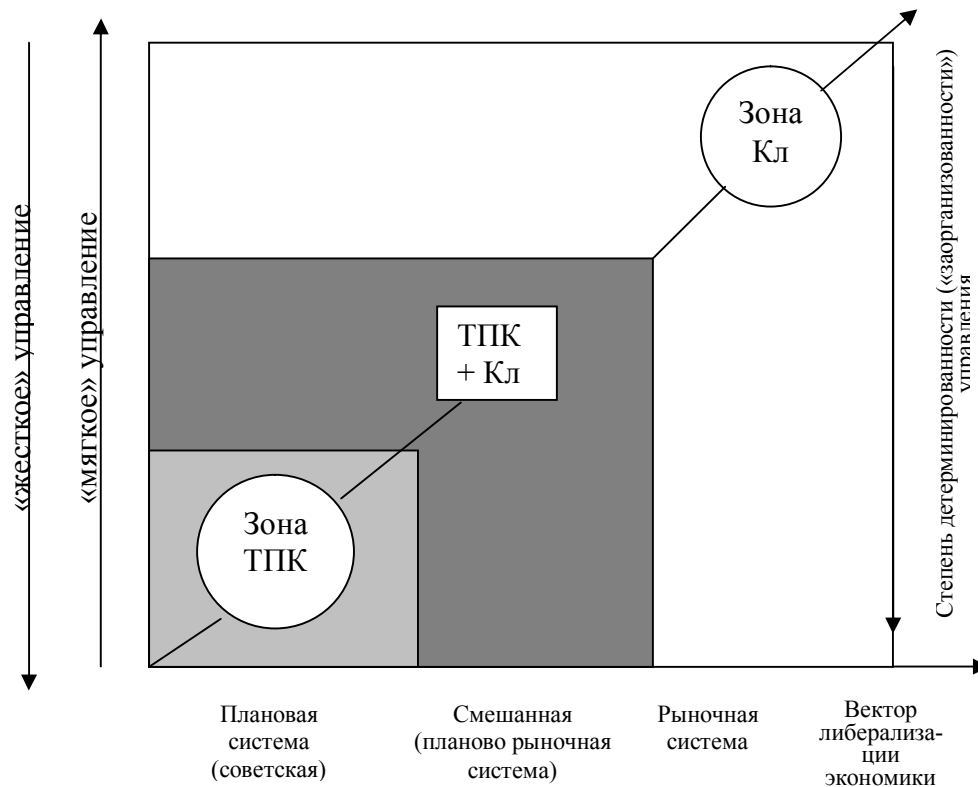 «жесткое» управление
«мягкое» управление
Зона
Кл
ТПК
+ Кл
Зона
ТПК
Степень детерминированности («заорганизованности»)
управления
Плановая
система
(советская)
Смешанная
(планово рыночная
система)
Рыночная
система
Вектор
либерализа-
ции
экономики